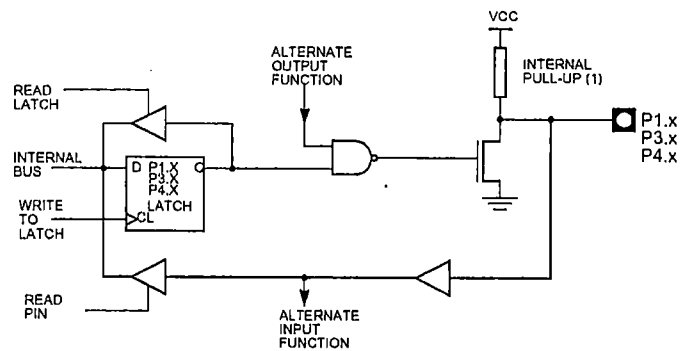 VCC
ALTERNATE
OUTPUT
FUNCTION
INTERNAL
PULL-UP (1)
READ
LATCH
P1.x
P3.x
P4.x
INTERNAL
BUS
D P1.X Q
P3.X
P4.X
LATCH
CL
WRITE
TO
LATCH
READ
PIN
ALTERNATE
INPUT
FUNCTION